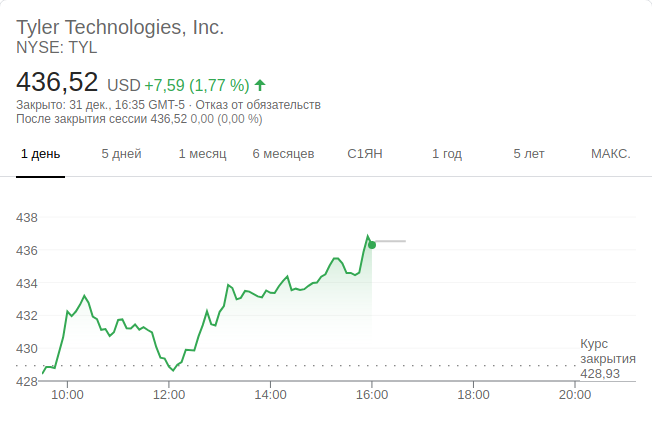 Tyler Technologies, Inc.
NYSE: TYL
436,52 USD +7,59 (1,77 %)
Закрыто: 31 дек., 16:35 GMT-5 · Отказ от обязательств
После закрытия сессии 436,52 0,00 (0,00 %)
1 день 5 дней 1 месяц 6 месяцев С1ЯН 1 год 5 лет МАКС.
438
436
434
432
430
428
Курс
закрытия
428,93
10:00 12:00 14:00 16:00 18:00 20:00